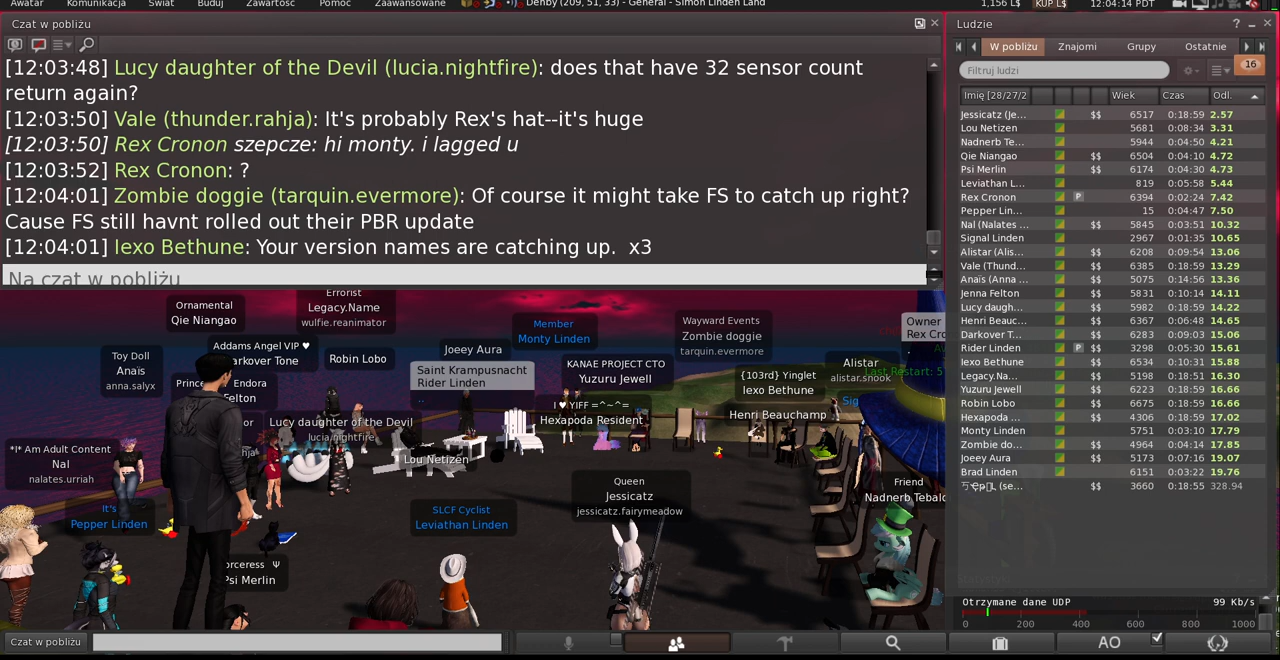 Awatar Komunikacja Świat Buduj Zawartość Pomoc Zaawansowane Denby (209, 51, 33) - General - Simon Linden Land 1,156 L$ KUP L$ 12:04:14 PDT
Czat w pobliżu
[12:03:48] Lucy daughter of the Devil (lucia.nightfire): does that have 32 sensor count
return again?
[12:03:50] Vale (thunder.rahja): It's probably Rex's hat--it's huge
[12:03:50] Rex Cronon szepcze: hi monty. i lagged u
[12:03:52] Rex Cronon: ?
[12:04:01] Zombie doggie (tarquin.evermore): Of course it might take FS to catch up right?
Cause FS still havnt rolled out their PBR update
[12:04:01] Iexo Bethune: Your version names are catching up. x3
Na czat w pobliżu
Ornamental
Qie Niangao
Errorist
Legacy.Name
wulfie.reanimator
Member
Monty Linden
Wayward Events
Zombie doggie
tarquin.evermore
Owner
Rex Cro
Toy Doll
Anaïs
anna.salyx
Addams Angel VIP ♥
Darkover Tone
Robin Lobo
Joeey Aura
Saint Krampusnacht
Rider Linden
KANAE PROJECT CTO
Yuzuru Jewell
Alistar
alistar.snook
Last Restart: 5
{103rd} Yinglet
Iexo Bethune
Endora
Felton
I ♥ YIFF =^~^=
Hexapoda Resident
Henri Beauchamp
Sig
Lucy daughter of the Devil
lucia.nightfire
Lou Netizen
*!* Am Adult Content
Nal
nalates.urriah
Queen
Jessicatz
jessicatz.fairymeadow
Friend
Nadnerb Tebald
It's
Pepper Linden
SLCF Cyclist
Leviathan Linden
orceress Ψ
Psi Merlin
Czat w pobliżu
Ludzie
W pobliżu Znajomi Grupy Ostatnie
Filtruj ludzi 16
Imię [28/27/2 Wiek Czas Odl.
Jessicatz (Je... $$ 6517 0:18:59 2.57
Lou Netizen 5681 0:08:34 3.31
Nadnerb Te... 5944 0:04:50 4.21
Qie Niangao $$ 6504 0:04:10 4.72
Psi Merlin $$ 6174 0:04:30 4.73
Leviathan L... 819 0:05:58 5.44
Rex Cronon P 6394 0:02:24 7.42
Pepper Lin... 15 0:04:47 7.50
Nal (Nalates ... $$ 5845 0:03:51 10.32
Signal Linden 2967 0:01:35 10.65
Alistar (Alis... $$ 6208 0:09:54 13.06
Vale (Thund... $$ 6385 0:18:59 13.29
Anaïs (Anna ... $$ 5075 0:14:56 13.36
Jenna Felton $$ 5831 0:10:14 14.11
Lucy daugh... $$ 5982 0:18:59 14.22
Henri Beauc... $$ 6367 0:06:48 14.65
Darkover T... $$ 6283 0:09:03 15.06
Rider Linden P $$ 3298 0:05:30 15.61
Iexo Bethune $$ 6534 0:10:31 15.88
Legacy.Na... $$ 5198 0:18:51 16.30
Yuzuru Jewell $$ 6223 0:18:59 16.66
Robin Lobo $$ 6675 0:18:59 16.66
Hexapoda ... $$ 4306 0:18:59 17.02
Monty Linden 5751 0:03:10 17.79
Zombie do... $$ 4964 0:04:14 17.85
Joeey Aura $$ 5173 0:07:16 19.07
Brad Linden 6151 0:03:22 19.76
(se... $$ 3660 0:18:55 328.94
Otrzymane dane UDP 99 Kb/s
0 200 400 600 800 1000
AO